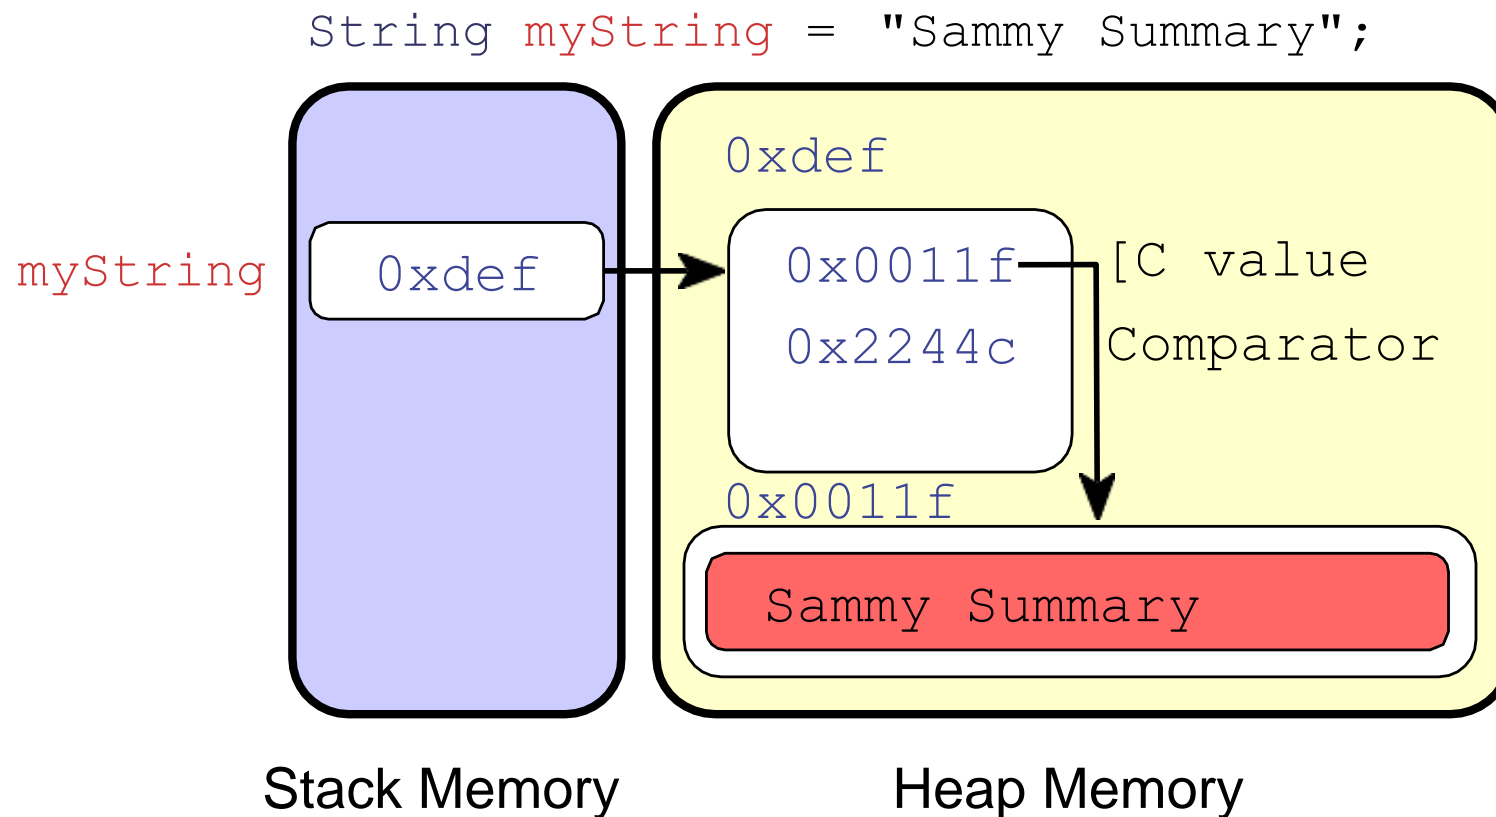 String myString = "Sammy Summary";
0xdef
myString 0xdef 0x0011f [C value
0x2244c Comparator
0x0011f
Sammy Summary
Stack Memory Heap Memory